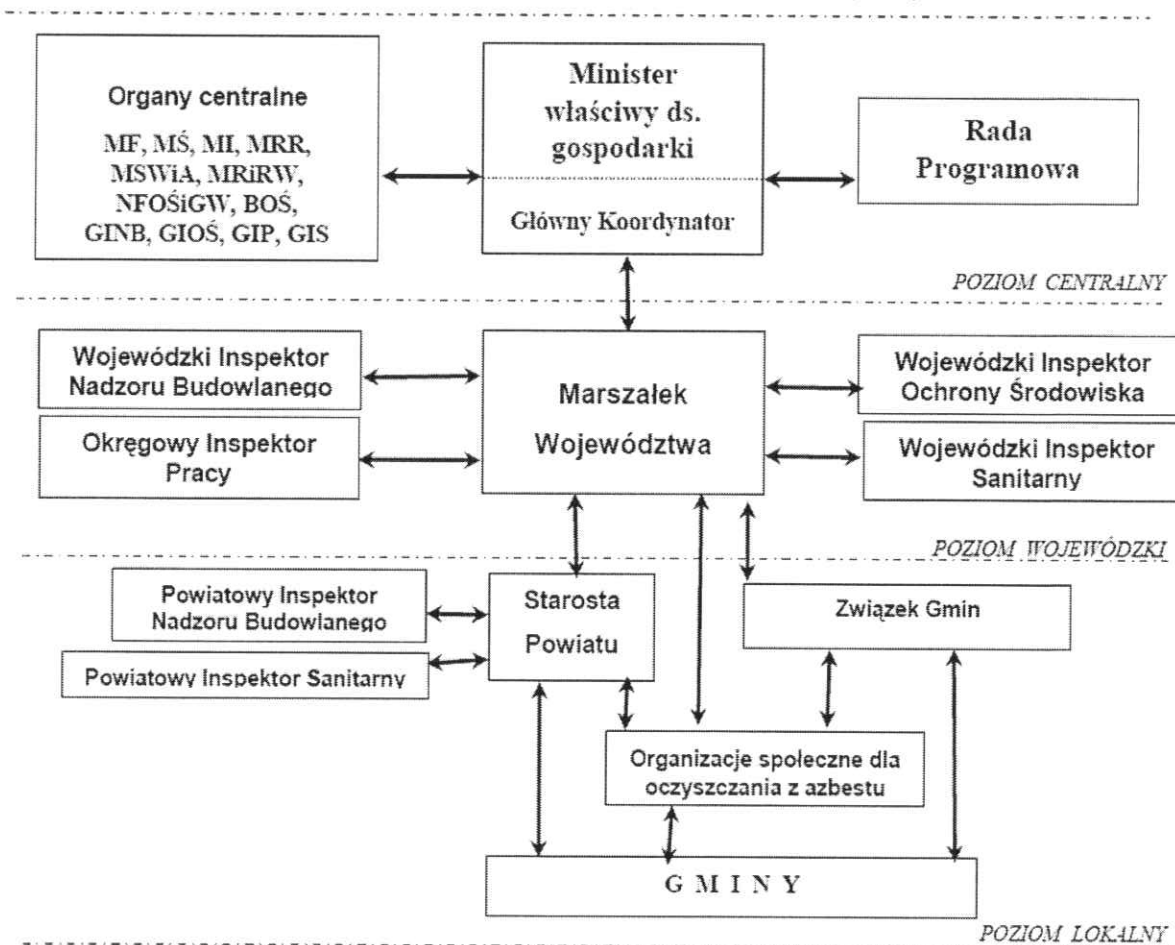 Organy centralne
MF, MŚ, MI, MRR,
MSWiA, MRiRW,
NFOŚiGW, BOŚ,
GINB, GIOŚ, GIP, GIS
Minister
właściwy ds.
gospodarki
Główny Koordynator
Rada
Programowa
POZIOM CENTRALNY
Wojewódzki Inspektor
Nadzoru Budowlanego
Okręgowy Inspektor
Pracy
Marszałek
Województwa
Wojewódzki Inspektor
Ochrony Środowiska
Wojewódzki Inspektor
Sanitarny
POZIOM WOJEWÓDZKI
Powiatowy Inspektor
Nadzoru Budowlanego
Powiatowy Inspektor Sanitarny
Starosta
Powiatu
Związek Gmin
Organizacje społeczne dla
oczyszczania z azbestu
G M I N Y
POZIOM LOKALNY